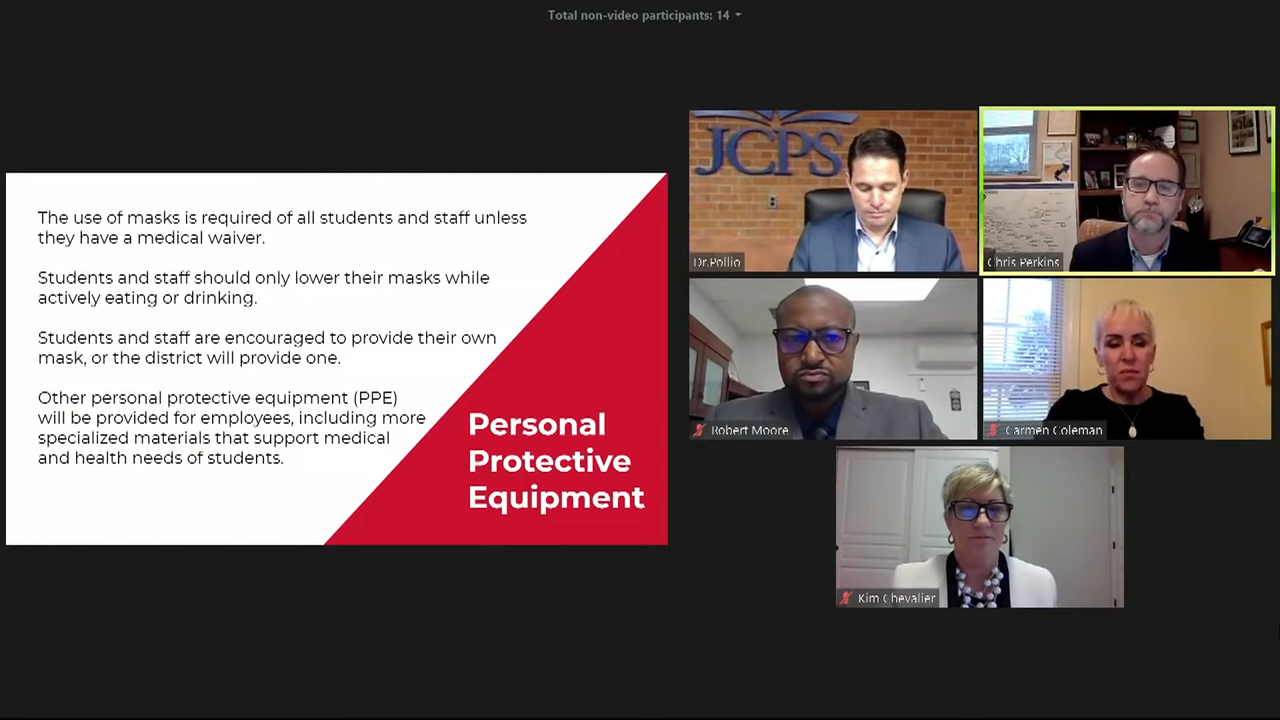 Total non-video participants: 14
The use of masks is required of all students and staff unless
they have a medical waiver.
Students and staff should only lower their masks while
actively eating or drinking.
Students and staff are encouraged to provide their own
mask, or the district will provide one.
Other personal protective equipment (PPE)
will be provided for employees, including more
specialized materials that support medical
and health needs of students.
Personal
Protective
Equipment
JCPS
Dr.Pollio
Chris Perkins
Robert Moore
Carmen Coleman
Kim Chevalier